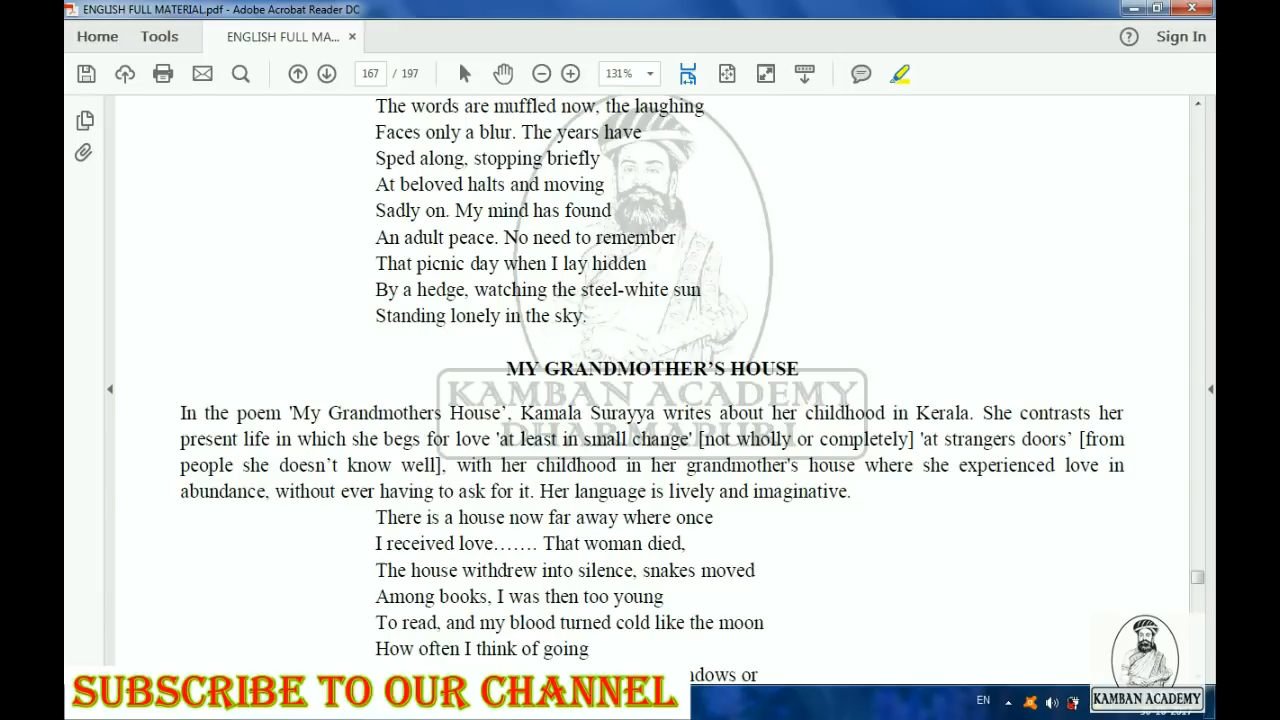 ENGLISH FULL MATERIAL.pdf - Adobe Acrobat Reader DC
Home Tools ENGLISH FULL MA... × Sign In
167 / 197 131%
The words are muffled now, the laughing
Faces only a blur. The years have
Sped along, stopping briefly
At beloved halts and moving
Sadly on. My mind has found
An adult peace. No need to remember
That picnic day when I lay hidden
By a hedge, watching the steel-white sun
Standing lonely in the sky.
MY GRANDMOTHER'S HOUSE
KAMBAN ACADEMY
DHARMAPURI
In the poem 'My Grandmothers House’, Kamala Surayya writes about her childhood in Kerala. She contrasts her
present life in which she begs for love 'at least in small change' [not wholly or completely] 'at strangers doors’ [from
people she doesn’t know well], with her childhood in her grandmother's house where she experienced love in
abundance, without ever having to ask for it. Her language is lively and imaginative.
There is a house now far away where once
I received love……. That woman died,
The house withdrew into silence, snakes moved
Among books, I was then too young
To read, and my blood turned cold like the moon
How often I think of going
ndows or
SUBSCRIBE TO OUR CHANNEL
EN
KAMBAN ACADEMY